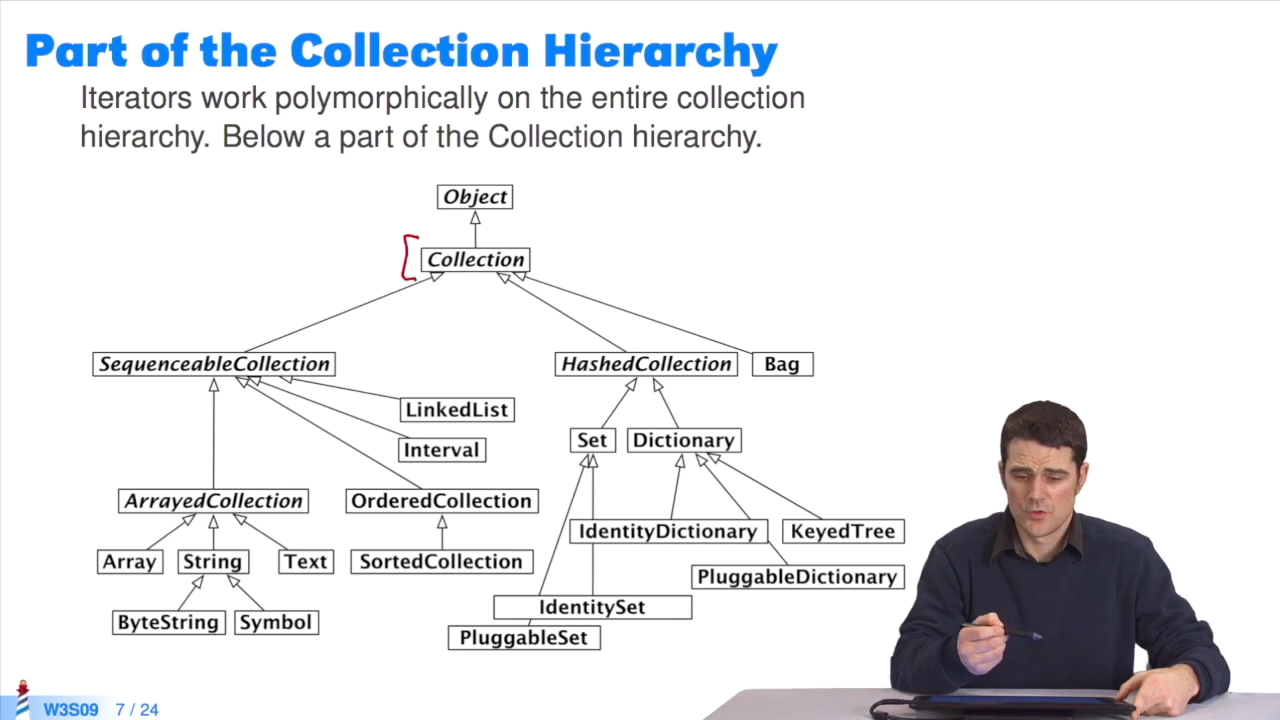 Part of the Collection Hierarchy
Iterators work polymorphically on the entire collection
hierarchy. Below a part of the Collection hierarchy.
Object
Collection
SequenceableCollection
HashedCollection
Bag
LinkedList
Interval
Set
Dictionary
ArrayedCollection
OrderedCollection
IdentityDictionary
KeyedTree
Array
String
Text
SortedCollection
PluggableDictionary
IdentitySet
ByteString
Symbol
PluggableSet
W3S09
7 / 24